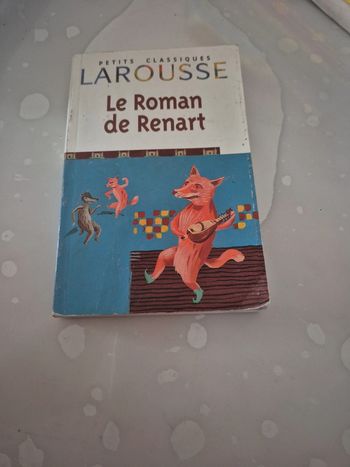 PETITS CLASSIQUES
LAROUSSE
Le Roman
de Renart